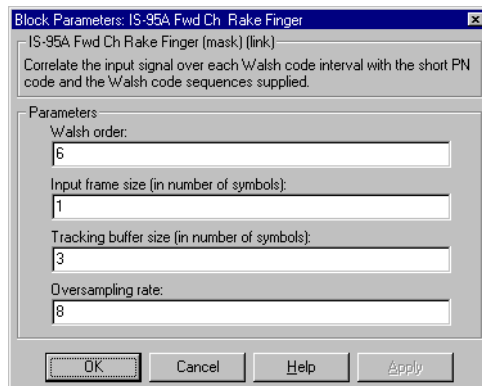 Block Parameters: IS-95A Fwd Ch Rake Finger
IS-95A Fwd Ch Rake Finger (mask) (link)
Correlate the input signal over each Walsh code interval with the short PN
code and the Walsh code sequences supplied.
Parameters
Walsh order:
6
Input frame size (in number of symbols):
1
Tracking buffer size (in number of symbols):
3
Oversampling rate:
8
OK Cancel Help Apply